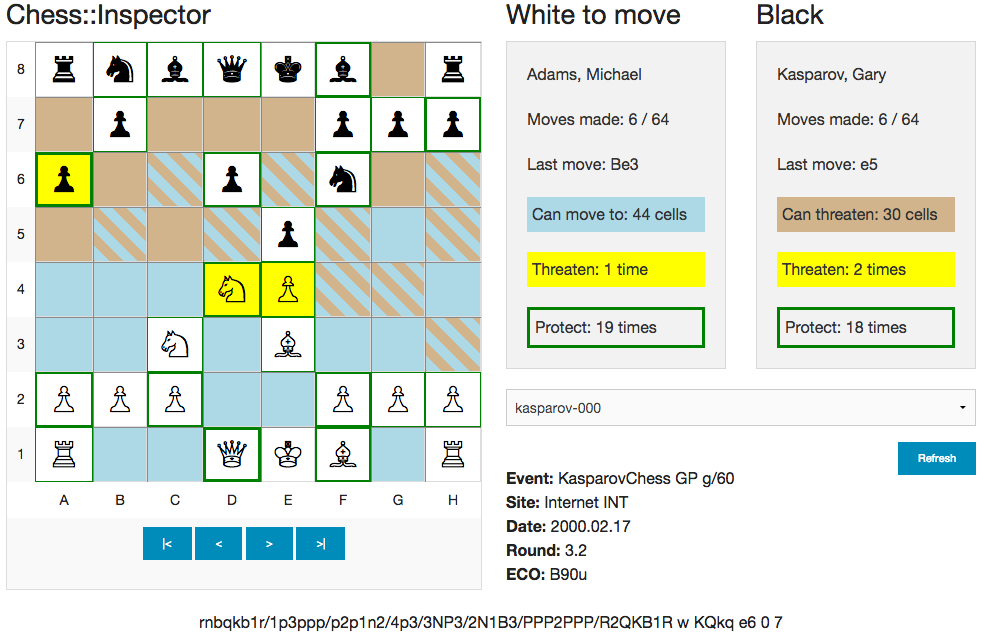 Chess::Inspector
White to move
Black
8
7
6
5
4
3
2
1
A B C D E F G H
|< < > >|
Adams, Michael
Moves made: 6 / 64
Last move: Be3
Can move to: 44 cells
Threaten: 1 time
Protect: 19 times
Kasparov, Gary
Moves made: 6 / 64
Last move: e5
Can threaten: 30 cells
Threaten: 2 times
Protect: 18 times
kasparov-000
Refresh
Event: KasparovChess GP g/60
Site: Internet INT
Date: 2000.02.17
Round: 3.2
ECO: B90u
rnbqkb1r/1p3ppp/p2p1n2/4p3/3NP3/2N1B3/PPP2PPP/R2QKB1R w KQkq e6 0 7